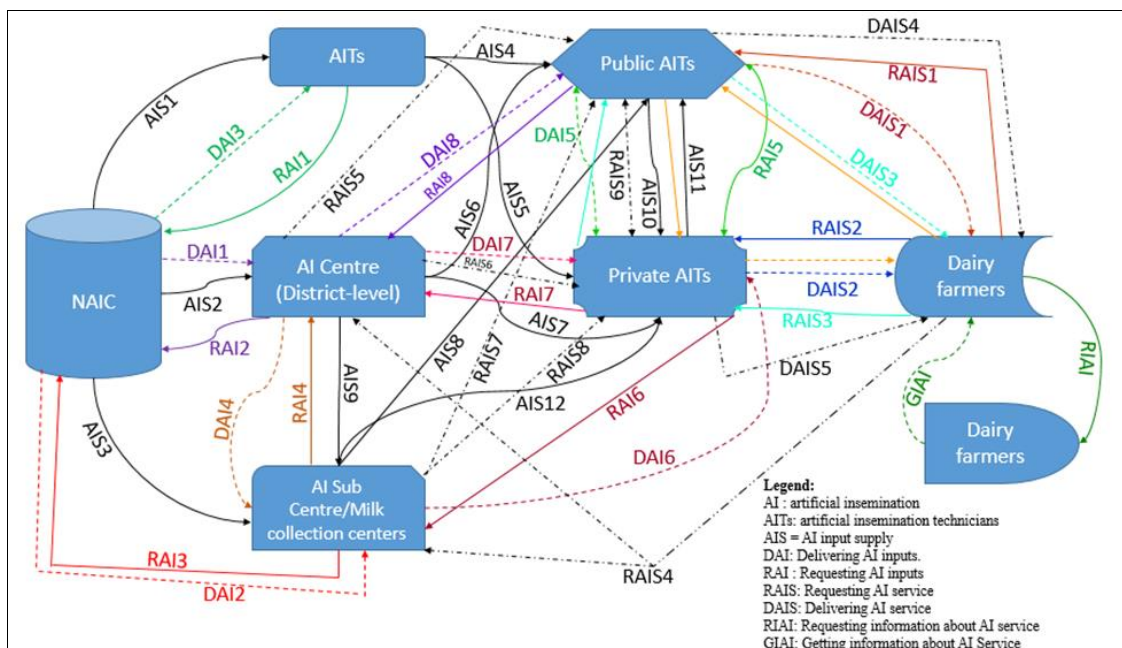 AITs
AIS4
Public AITs
DAIS4
RAIS1
AIS1
DAI3
RAI1
RAIS5
DAI8
RAI8
AIS6
AIS5
DAI5
RAIS9
AIS10
AIS11
RAI5
DAIS1
DAIS3
NAIC
DAI1
AIS2
RAI2
AI Centre
(District-level)
DAI7
RAIS6
RAI7
AIS7
Private AITs
RAIS2
DAIS2
RAIS3
Dairy
farmers
RIAI
GIAI
DAIS5
Dairy
farmers
AIS3
DAI4
RAI4
AIS9
AIS8
RAIS7
RAIS8
AIS12
RAI6
DAI6
AI Sub
Centre/Milk
collection centers
RAI3
DAI2
RAIS4
Legend:
AI : artificial insemination
AITs: artificial insemination technicians
AIS = AI input supply
DAI: Delivering AI inputs.
RAI : Requesting AI inputs
RAIS: Requesting AI service
DAIS: Delivering AI service
RIAI: Requesting information about AI service
GIAI: Getting information about AI Service